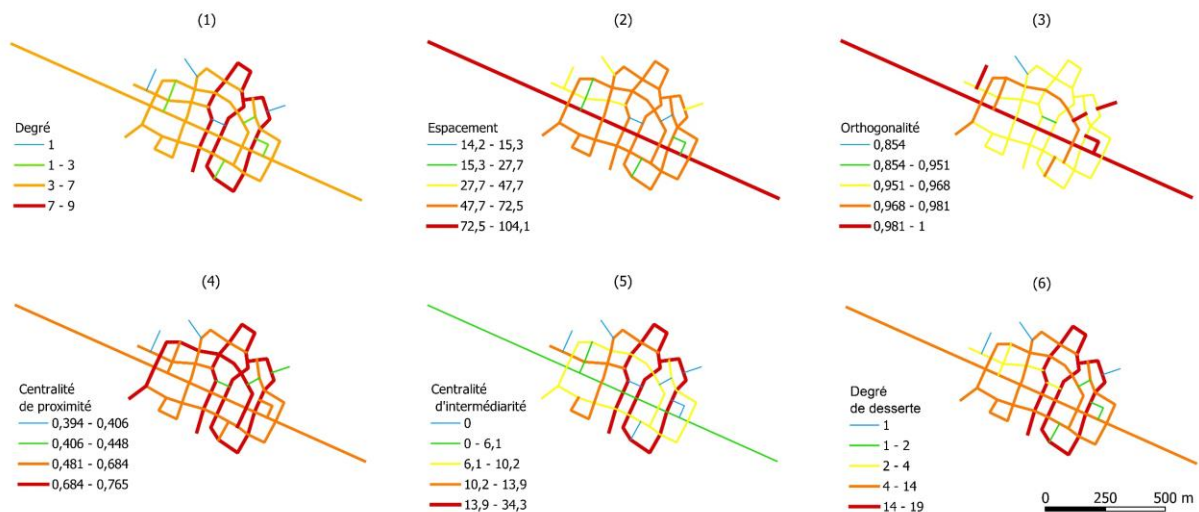 (1)
Degré
1
1 - 3
3 - 7
7 - 9
(2)
Espacement
14,2 - 15,3
15,3 - 27,7
27,7 - 47,7
47,7 - 72,5
72,5 - 104,1
(3)
Orthogonalité
0,854
0,854 - 0,951
0,951 - 0,968
0,968 - 0,981
0,981 - 1
(4)
Centralité
de proximité
0,394 - 0,406
0,406 - 0,448
0,481 - 0,684
0,684 - 0,765
(5)
Centralité
d'intermédiarité
0
0 - 6,1
6,1 - 10,2
10,2 - 13,9
13,9 - 34,3
(6)
Degré
de desserte
1
1 - 2
2 - 4
4 - 14
14 - 19
0 250 500 m